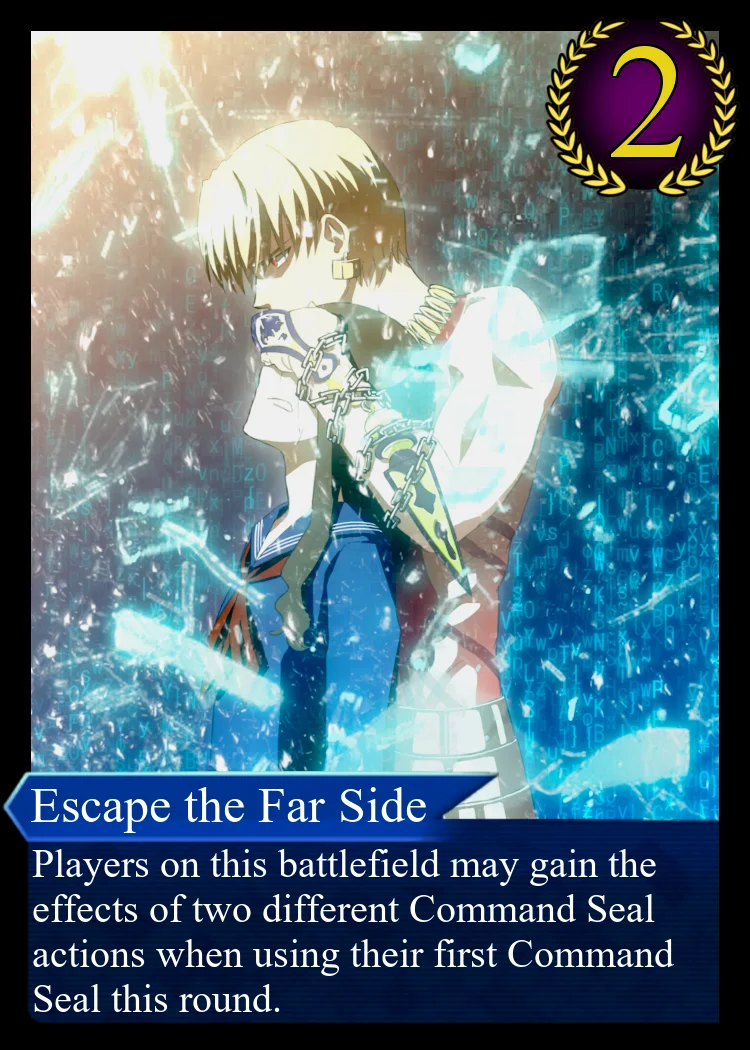 2
Escape the Far Side
Players on this battlefield may gain the
effects of two different Command Seal
actions when using their first Command
Seal this round.